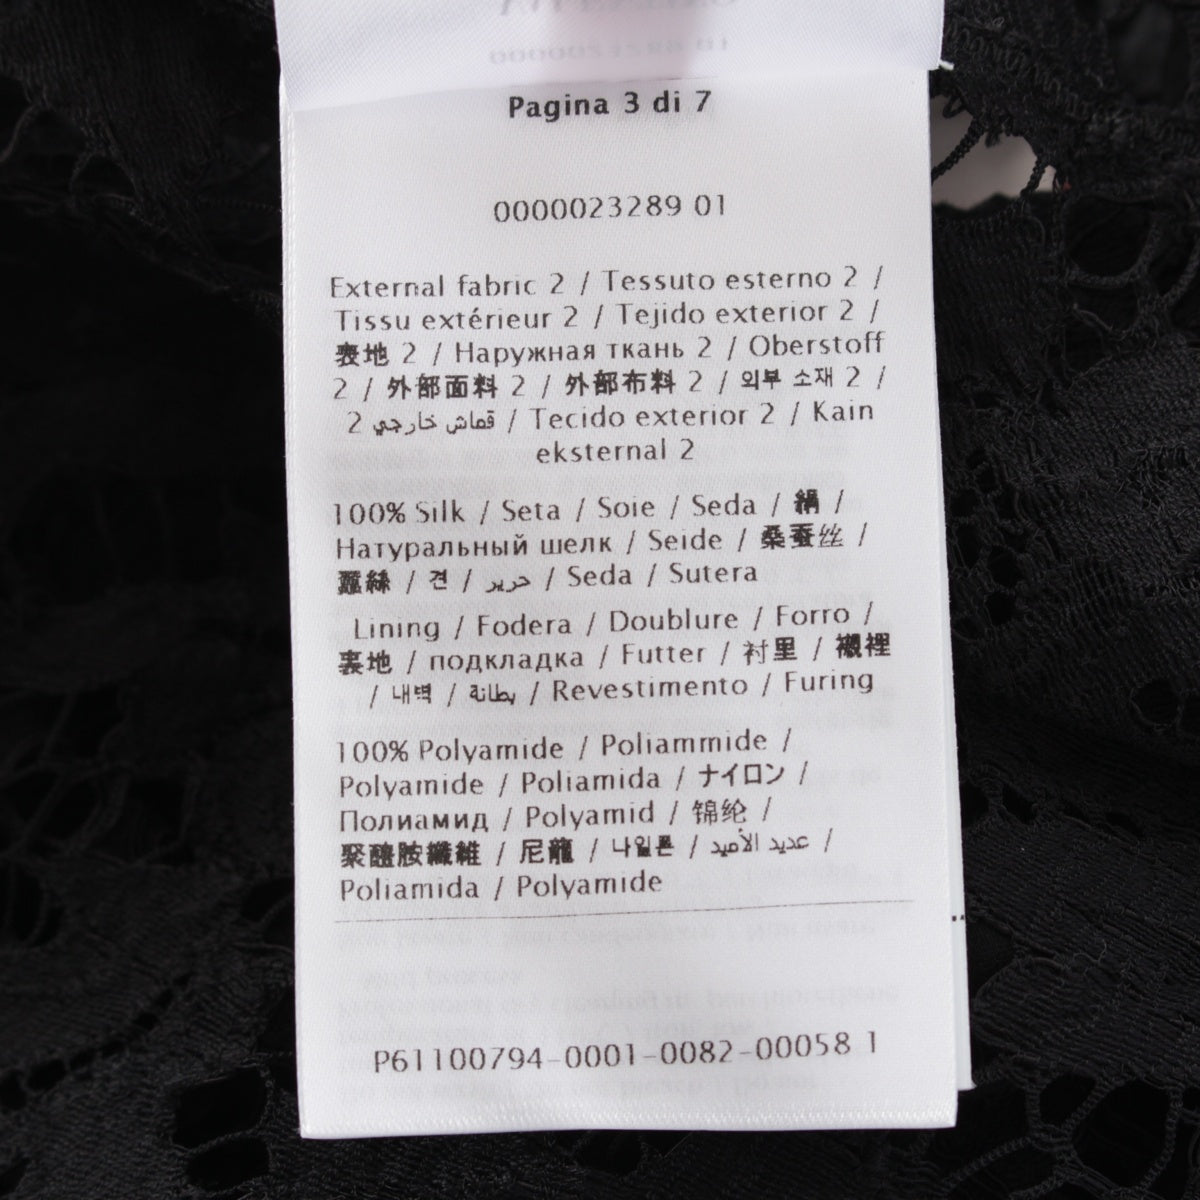 Pagina 3 di 7
0000023289 01
External fabric 2 / Tessuto esterno 2 /
Tissu extérieur 2 / Tejido exterior 2 /
表地 2 / Наружная ткань 2 / Oberstoff
2 / 外部面料 2 / 外部布料 2 / 외부 소재 2 /
قماش خارجي 2 / Tecido exterior 2 / Kain
eksternal 2
100% Silk / Seta / Soie / Seda / 絹 /
Натуральный шелк / Seide / 桑蚕丝 /
蠶絲 / 견 / حرير / Seda / Sutera
Lining / Fodera / Doublure / Forro /
裏地 / подкладка / Futter / 衬里 / 襯裡
/ 내벽 / بطانة / Revestimento / Furing
100% Polyamide / Poliammide /
Polyamide / Poliamida / ナイロン /
Полиамид / Polyamid / 锦纶 /
聚醯胺纖維 / 尼龍 / 나일론 / عديد الأميد /
Poliamida / Polyamide
P61100794-0001-0082-00058 1